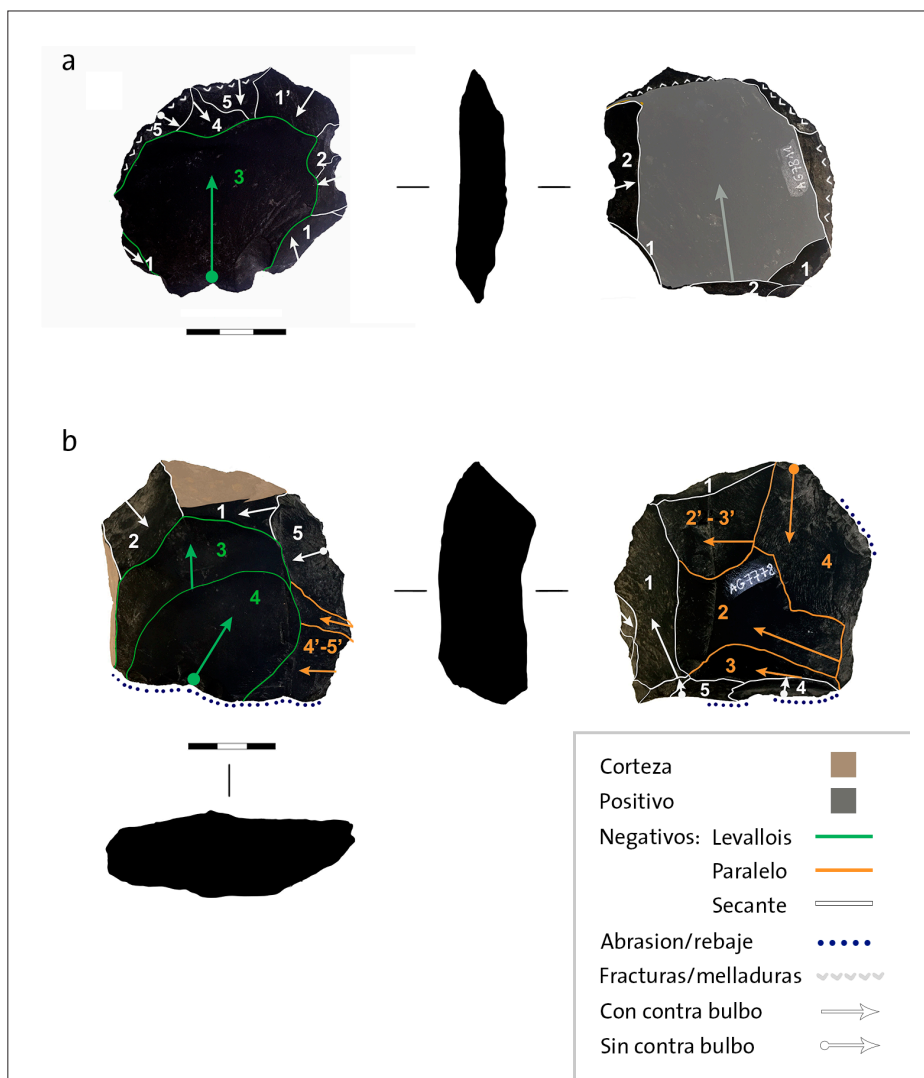 a
5
4
5
1'
2
3
1
1
2
1
AG7844
1
2
b
2
1
5
3
4
4'-5'
1
2'-3'
4
1
AG7778
2
3
5
4
Corteza
Positivo
Negativos: Levallois
Paralelo
Secante
Abrasion/rebaje
Fracturas/melladuras
Con contra bulbo
Sin contra bulbo